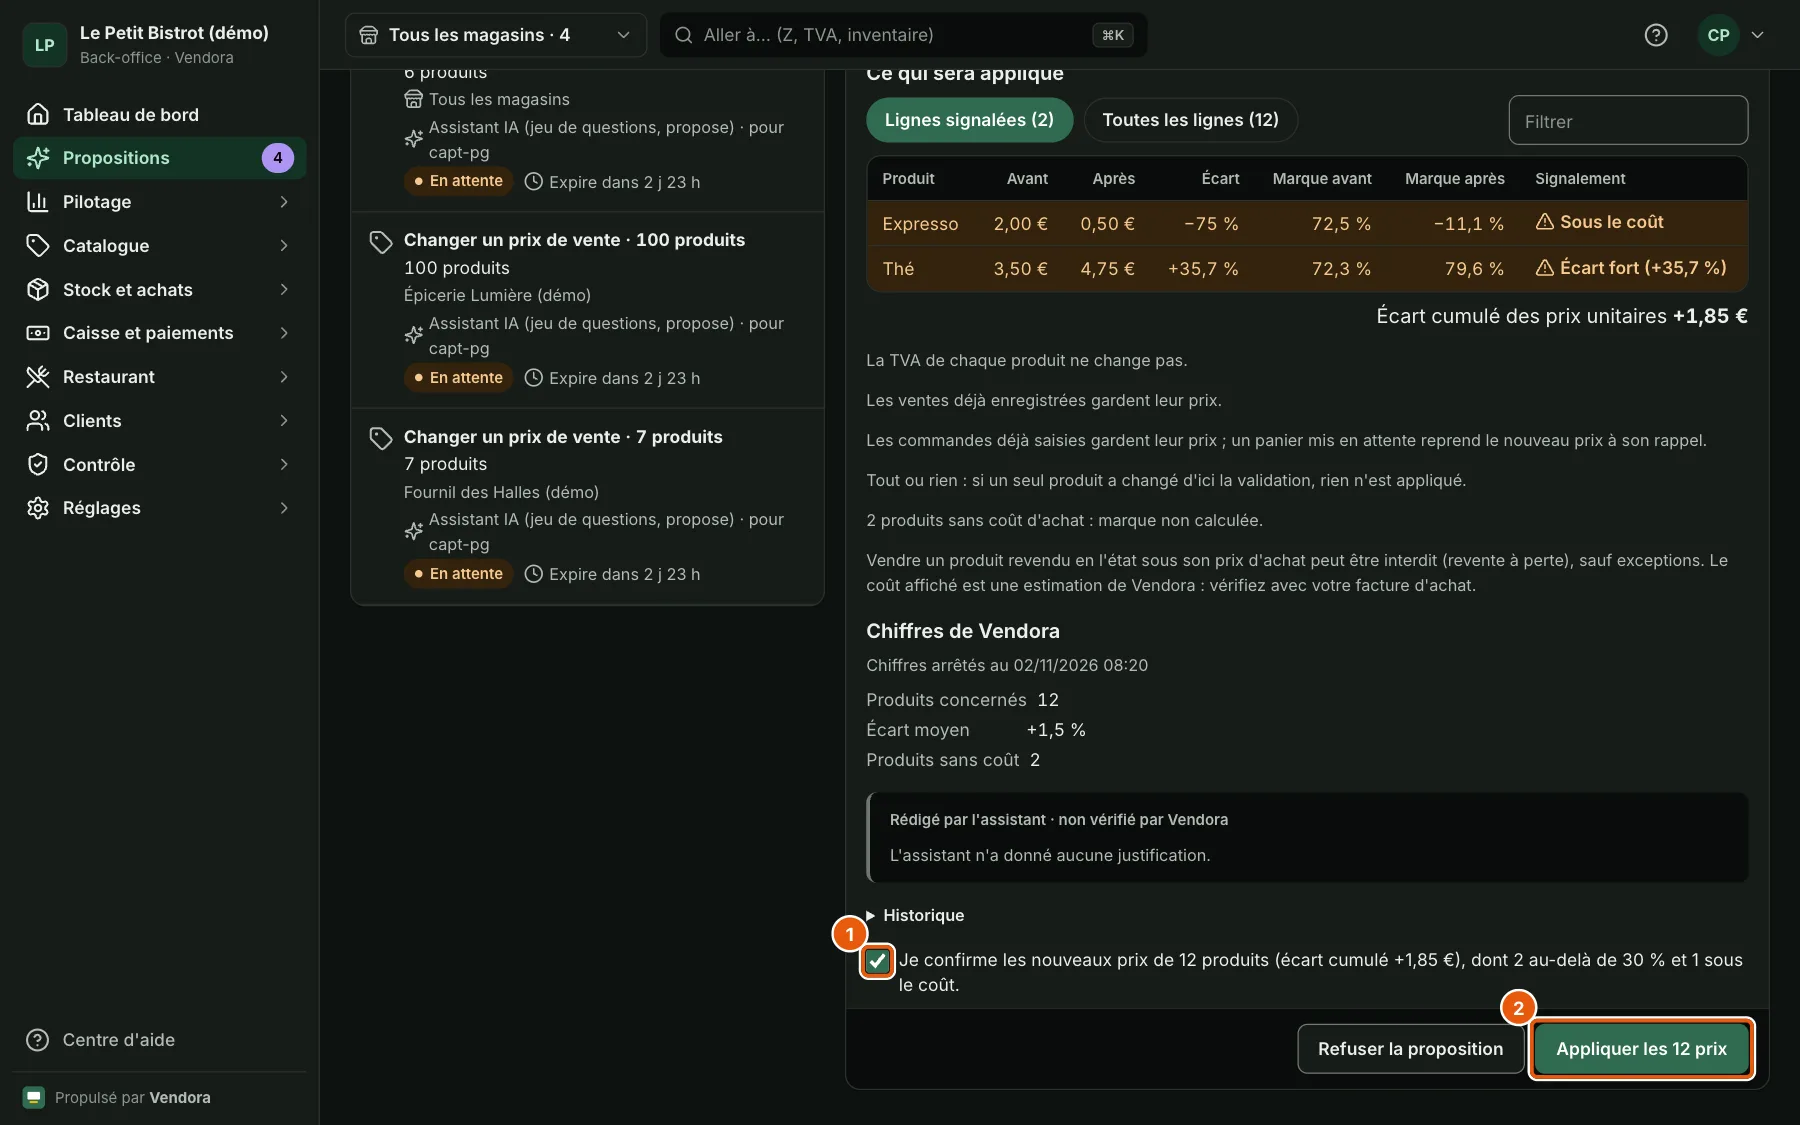 LP
Le Petit Bistrot (démo)
Back-office · Vendora
Tous les magasins · 4
Aller à... (Z, TVA, inventaire)
⌘K
CP
Tableau de bord
Propositions
4
Pilotage
Catalogue
Stock et achats
Caisse et paiements
Restaurant
Clients
Contrôle
Réglages
Centre d'aide
Propulsé par Vendora
6 produits
Tous les magasins
Assistant IA (jeu de questions, propose) · pour
capt-pg
En attente
Expire dans 2 j 23 h
Changer un prix de vente · 100 produits
100 produits
Épicerie Lumière (démo)
Assistant IA (jeu de questions, propose) · pour
capt-pg
En attente
Expire dans 2 j 23 h
Changer un prix de vente · 7 produits
7 produits
Fournil des Halles (démo)
Assistant IA (jeu de questions, propose) · pour
capt-pg
En attente
Expire dans 2 j 23 h
Ce qui sera appliqué
Lignes signalées (2)
Toutes les lignes (12)
Filtrer
Produit Avant Après Écart Marque avant Marque après Signalement
Expresso 2,00 € 0,50 € −75 % 72,5 % −11,1 % Sous le coût
Thé 3,50 € 4,75 € +35,7 % 72,3 % 79,6 % Écart fort (+35,7 %)
Écart cumulé des prix unitaires +1,85 €
La TVA de chaque produit ne change pas.
Les ventes déjà enregistrées gardent leur prix.
Les commandes déjà saisies gardent leur prix ; un panier mis en attente reprend le nouveau prix à son rappel.
Tout ou rien : si un seul produit a changé d'ici la validation, rien n'est appliqué.
2 produits sans coût d'achat : marque non calculée.
Vendre un produit revendu en l'état sous son prix d'achat peut être interdit (revente à perte), sauf exceptions. Le
coût affiché est une estimation de Vendora : vérifiez avec votre facture d'achat.
Chiffres de Vendora
Chiffres arrêtés au 02/11/2026 08:20
Produits concernés 12
Écart moyen +1,5 %
Produits sans coût 2
Rédigé par l'assistant · non vérifié par Vendora
L'assistant n'a donné aucune justification.
Historique
1
Je confirme les nouveaux prix de 12 produits (écart cumulé +1,85 €), dont 2 au-delà de 30 % et 1 sous
le coût.
2
Refuser la proposition
Appliquer les 12 prix